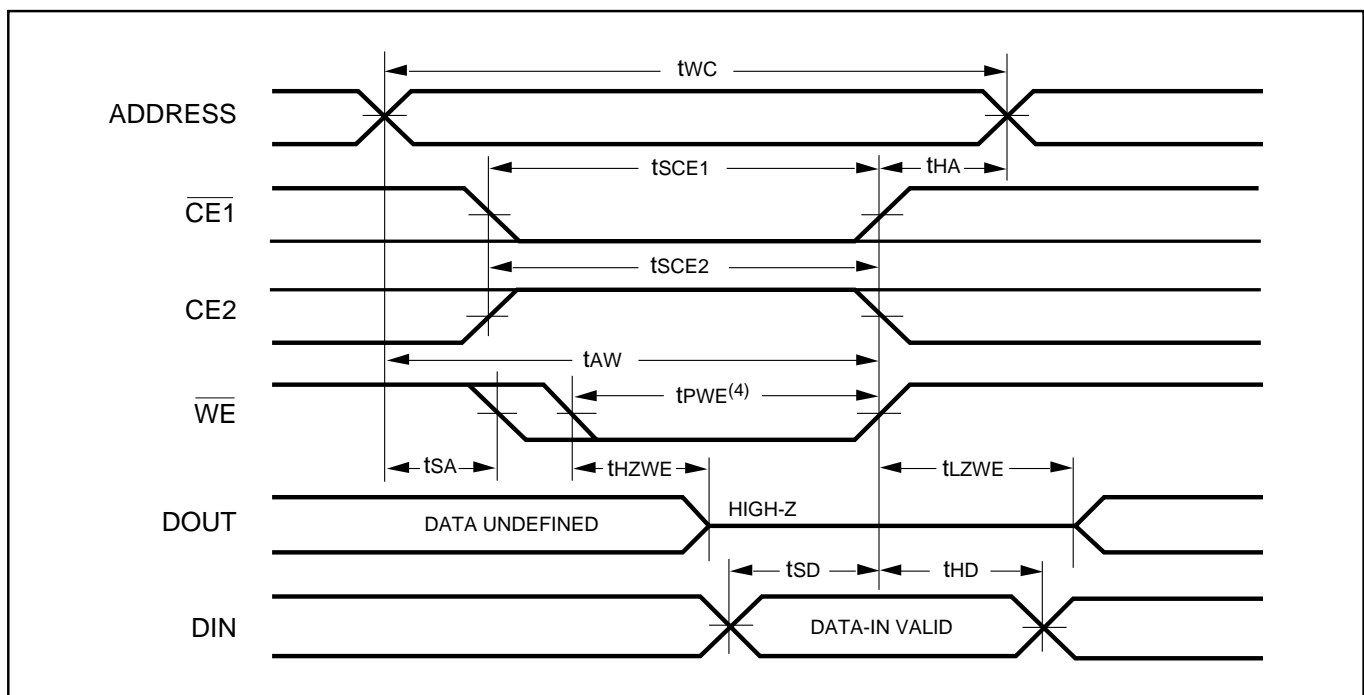 tWC
ADDRESS
tSCE1
tHA
CE1
tSCE2
CE2
tAW
tPWE(4)
WE
tSA
tHZWE
tLZWE
DOUT
DATA UNDEFINED
HIGH-Z
tSD
tHD
DIN
DATA-IN VALID